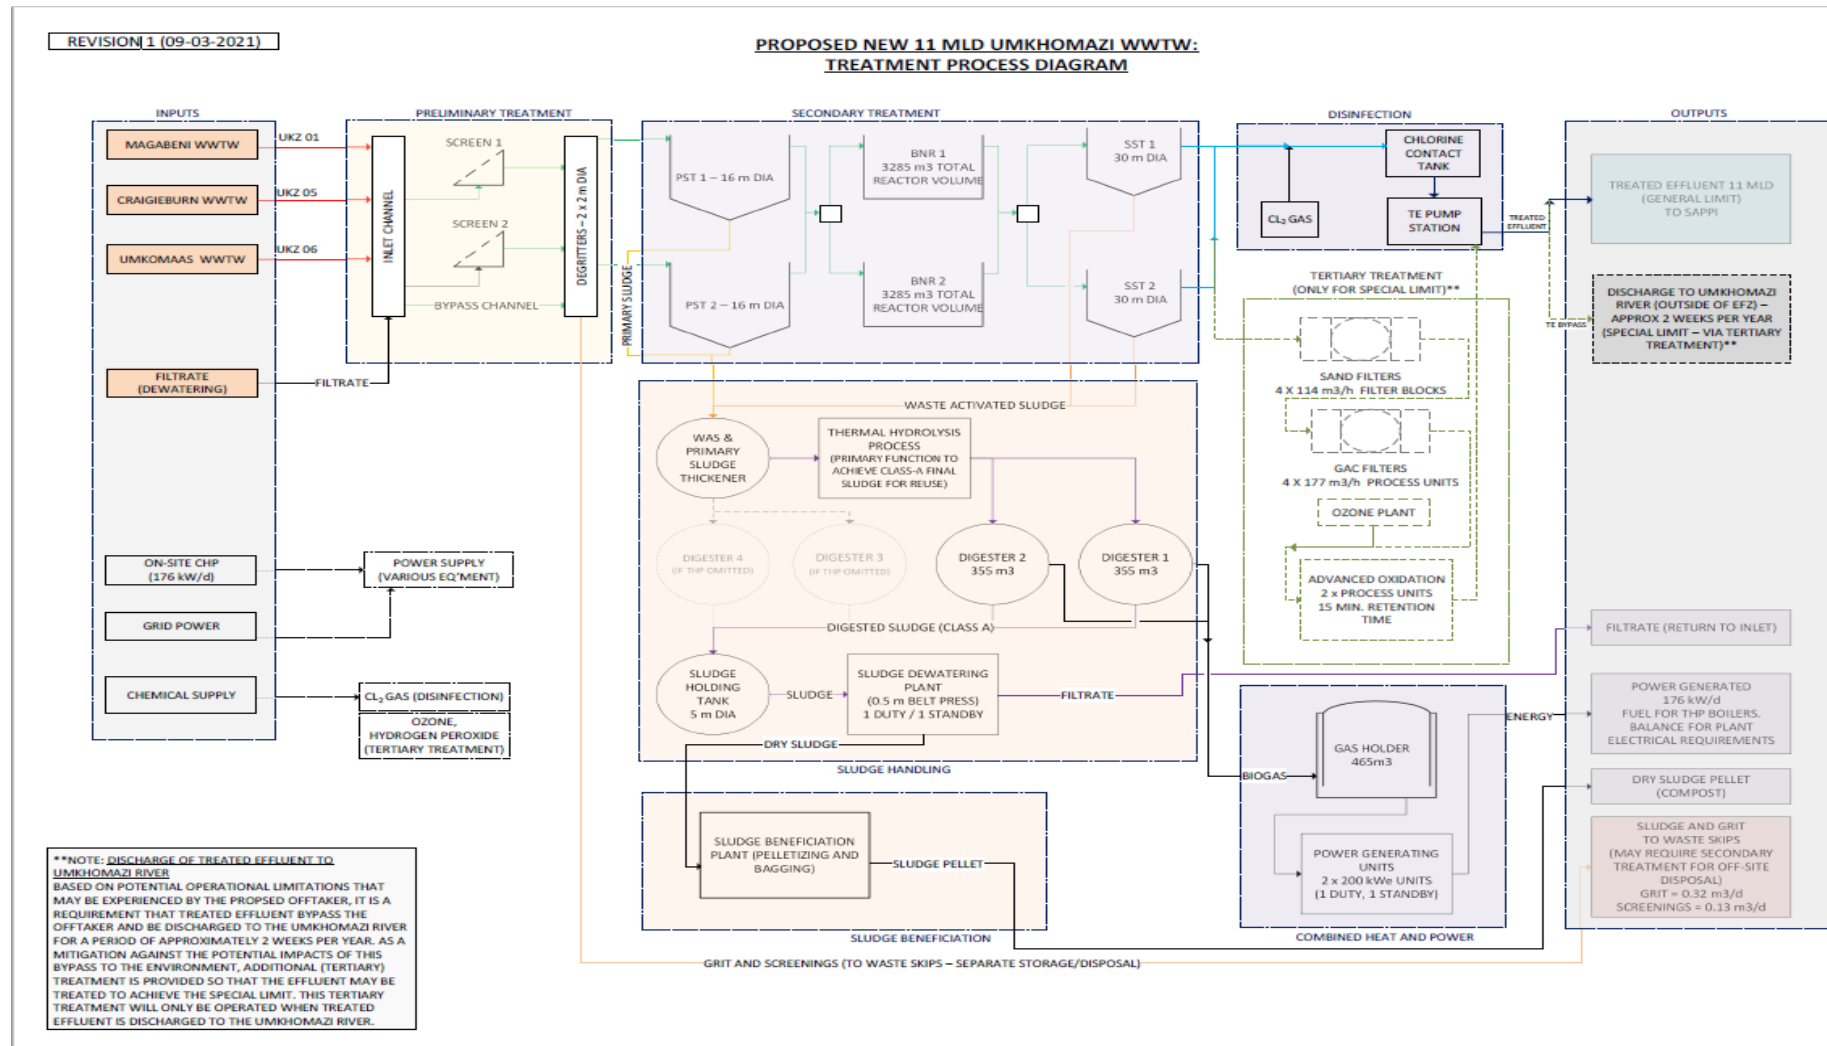 REVISION 1 (09-03-2021)
PROPOSED NEW 11 MLD UMKHOMAZI WWTW:
TREATMENT PROCESS DIAGRAM
INPUTS
MAGABENI WWTW
UKZ 01
CRAIGIEBURN WWTW
UKZ 05
UMKOMAAS WWTW
UKZ 06
FILTRATE
(DEWATERING)
FILTRATE
ON-SITE CHP
(176 kW/d)
POWER SUPPLY
(VARIOUS EQ'MENT)
GRID POWER
CHEMICAL SUPPLY
CL₂ GAS (DISINFECTION)
OZONE,
HYDROGEN PEROXIDE
(TERTIARY TREATMENT)
PRELIMINARY TREATMENT
INLET CHANNEL
SCREEN 1
SCREEN 2
BYPASS CHANNEL
DEGRITTERS – 2 x 2m DIA
SECONDARY TREATMENT
PST 1 – 16 m DIA
PST 2 – 16 m DIA
PRIMARY SLUDGE
BNR 1
3285 m3 TOTAL
REACTOR VOLUME
BNR 2
3285 m3 TOTAL
REACTOR VOLUME
SST 1
30 m DIA
SST 2
30 m DIA
DISINFECTION
CHLORINE
CONTACT
TANK
CL₂ GAS
TE PUMP
STATION
TREATED
EFFLUENT
TE BYPASS
TERTIARY TREATMENT
(ONLY FOR SPECIAL LIMIT)**
SAND FILTERS
4 X 114 m3/h FILTER BLOCKS
GAC FILTERS
4 X 177 m3/h PROCESS UNITS
OZONE PLANT
ADVANCED OXIDATION
2 x PROCESS UNITS
15 MIN. RETENTION
TIME
WASTE ACTIVATED SLUDGE
WAS &
PRIMARY
SLUDGE
THICKENER
THERMAL HYDROLYSIS
PROCESS
(PRIMARY FUNCTION TO
ACHIEVE CLASS-A FINAL
SLUDGE FOR REUSE)
DIGESTER 4
(IF THP OMITTED)
DIGESTER 3
(IF THP OMITTED)
DIGESTER 2
355 m3
DIGESTER 1
355 m3
DIGESTED SLUDGE (CLASS A)
SLUDGE
HOLDING
TANK
5 m DIA
SLUDGE
SLUDGE DEWATERING
PLANT
(0.5 m BELT PRESS)
1 DUTY / 1 STANDBY
FILTRATE
DRY SLUDGE
SLUDGE HANDLING
SLUDGE BENEFICIATION
PLANT (PELLETIZING AND
BAGGING)
SLUDGE PELLET
SLUDGE BENEFICIATION
BIOGAS
GAS HOLDER
465m3
POWER GENERATING
UNITS
2 x 200 kWe UNITS
(1 DUTY, 1 STANDBY)
ENERGY
COMBINED HEAT AND POWER
GRIT AND SCREENINGS (TO WASTE SKIPS – SEPARATE STORAGE/DISPOSAL)
OUTPUTS
TREATED EFFLUENT 11 MLD
(GENERAL LIMIT)
TO SAPPI
DISCHARGE TO UMKHOMAZI
RIVER (OUTSIDE OF EFZ) –
APPROX 2 WEEKS PER YEAR
(SPECIAL LIMIT – VIA TERTIARY
TREATMENT)**
FILTRATE (RETURN TO INLET)
POWER GENERATED
176 kW/d
FUEL FOR THP BOILERS.
BALANCE FOR PLANT
ELECTRICAL REQUIREMENTS
DRY SLUDGE PELLET
(COMPOST)
SLUDGE AND GRIT
TO WASTE SKIPS
(MAY REQUIRE SECONDARY
TREATMENT FOR OFF-SITE
DISPOSAL)
GRIT = 0.32 m3/d
SCREENINGS = 0.13 m3/d
**NOTE: DISCHARGE OF TREATED EFFLUENT TO
UMKHOMAZI RIVER
BASED ON POTENTIAL OPERATIONAL LIMITATIONS THAT
MAY BE EXPERIENCED BY THE PROPSED OFFTAKER, IT IS A
REQUIREMENT THAT TREATED EFFLUENT BYPASS THE
OFFTAKER AND BE DISCHARGED TO THE UMKHOMAZI RIVER
FOR A PERIOD OF APPROXIMATELY 2 WEEKS PER YEAR. AS A
MITIGATION AGAINST THE POTENTIAL IMPACTS OF THIS
BYPASS TO THE ENVIRONMENT, ADDITIONAL (TERTIARY)
TREATMENT IS PROVIDED SO THAT THE EFFLUENT MAY BE
TREATED TO ACHIEVE THE SPECIAL LIMIT. THIS TERTIARY
TREATMENT WILL ONLY BE OPERATED WHEN TREATED
EFFLUENT IS DISCHARGED TO THE UMKHOMAZI RIVER.